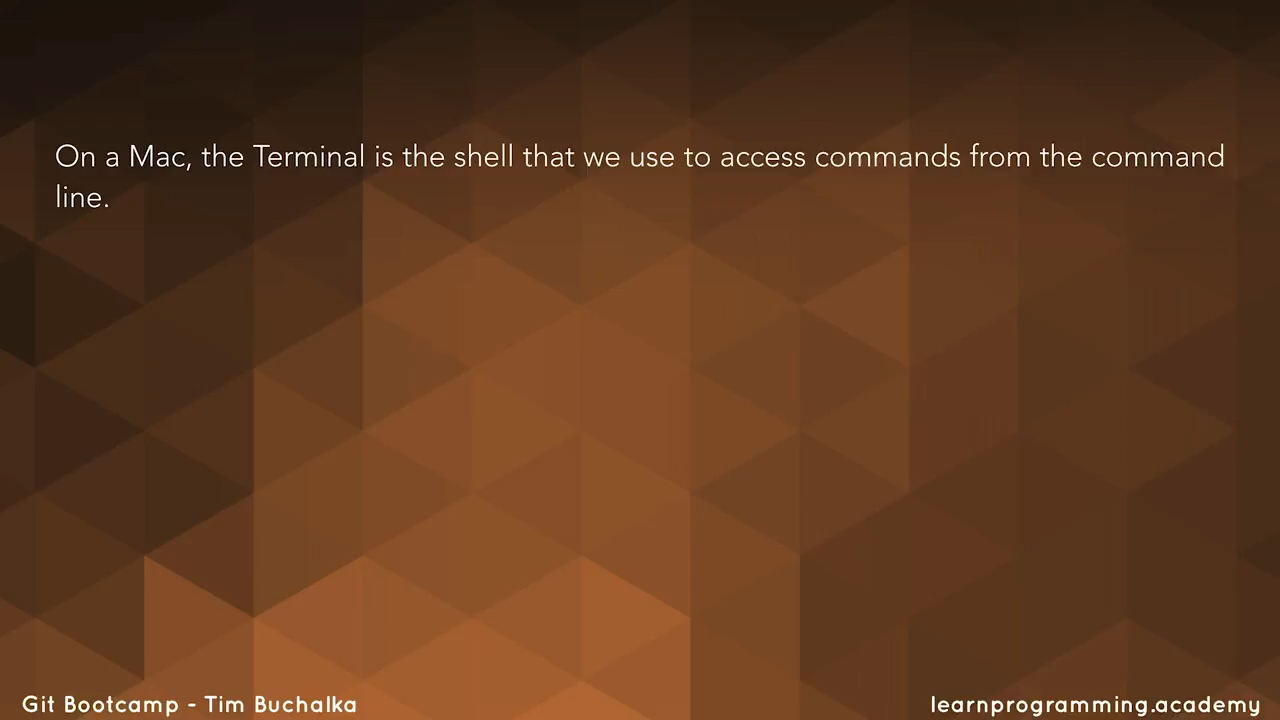 On a Mac, the Terminal is the shell that we use to access commands from the command
line.
Git Bootcamp - Tim Buchalka
learnprogramming.academy